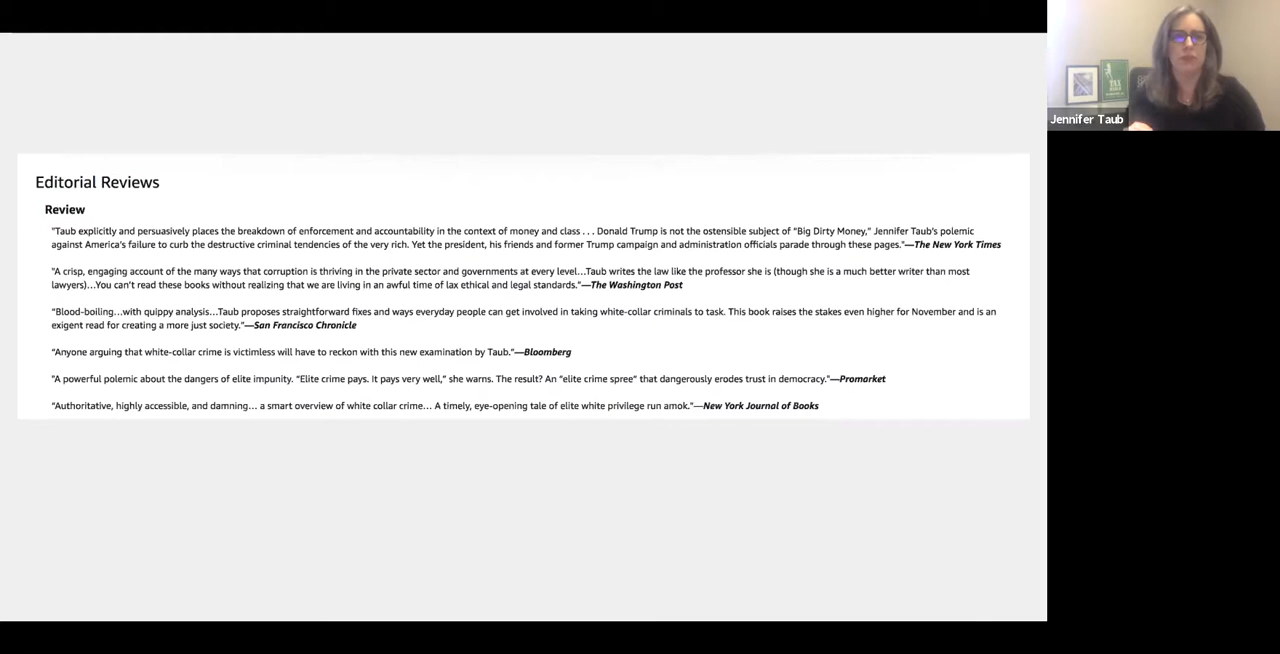 Editorial Reviews
Review
"Taub explicitly and persuasively places the breakdown of enforcement and accountability in the context of money and class . . . Donald Trump is not the ostensible subject of “Big Dirty Money,” Jennifer Taub’s polemic
against America’s failure to curb the destructive criminal tendencies of the very rich. Yet the president, his friends and former Trump campaign and administration officials parade through these pages."—The New York Times
"A crisp, engaging account of the many ways that corruption is thriving in the private sector and governments at every level…Taub writes the law like the professor she is (though she is a much better writer than most
lawyers)…You can’t read these books without realizing that we are living in an awful time of lax ethical and legal standards."—The Washington Post
“Blood-boiling…with quippy analysis…Taub proposes straightforward fixes and ways everyday people can get involved in taking white-collar criminals to task. This book raises the stakes even higher for November and is an
exigent read for creating a more just society.”—San Francisco Chronicle
“Anyone arguing that white-collar crime is victimless will have to reckon with this new examination by Taub.”—Bloomberg
“A powerful polemic about the dangers of elite impunity. “Elite crime pays. It pays very well,” she warns. The result? An “elite crime spree” that dangerously erodes trust in democracy.”—Promarket
“Authoritative, highly accessible, and damning… a smart overview of white collar crime… A timely, eye-opening tale of elite white privilege run amok.”—New York Journal of Books
TAX
Jennifer Taub